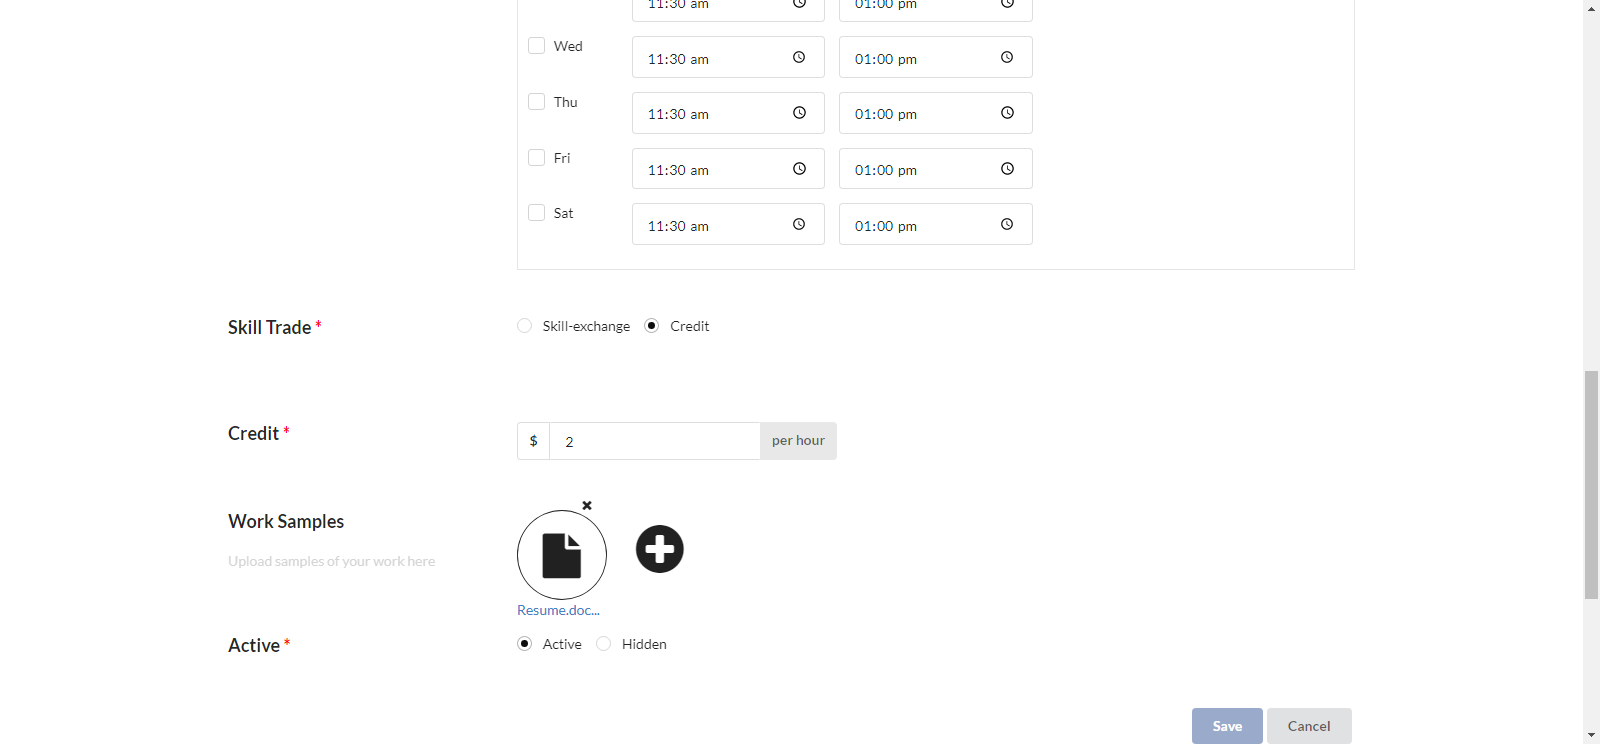 11:30 am 01:00 pm
Wed 11:30 am 01:00 pm
Thu 11:30 am 01:00 pm
Fri 11:30 am 01:00 pm
Sat 11:30 am 01:00 pm
Skill Trade * Skill-exchange Credit
Credit * $ 2 per hour
Work Samples
Upload samples of your work here
Resume.doc...
Active * Active Hidden
Save Cancel